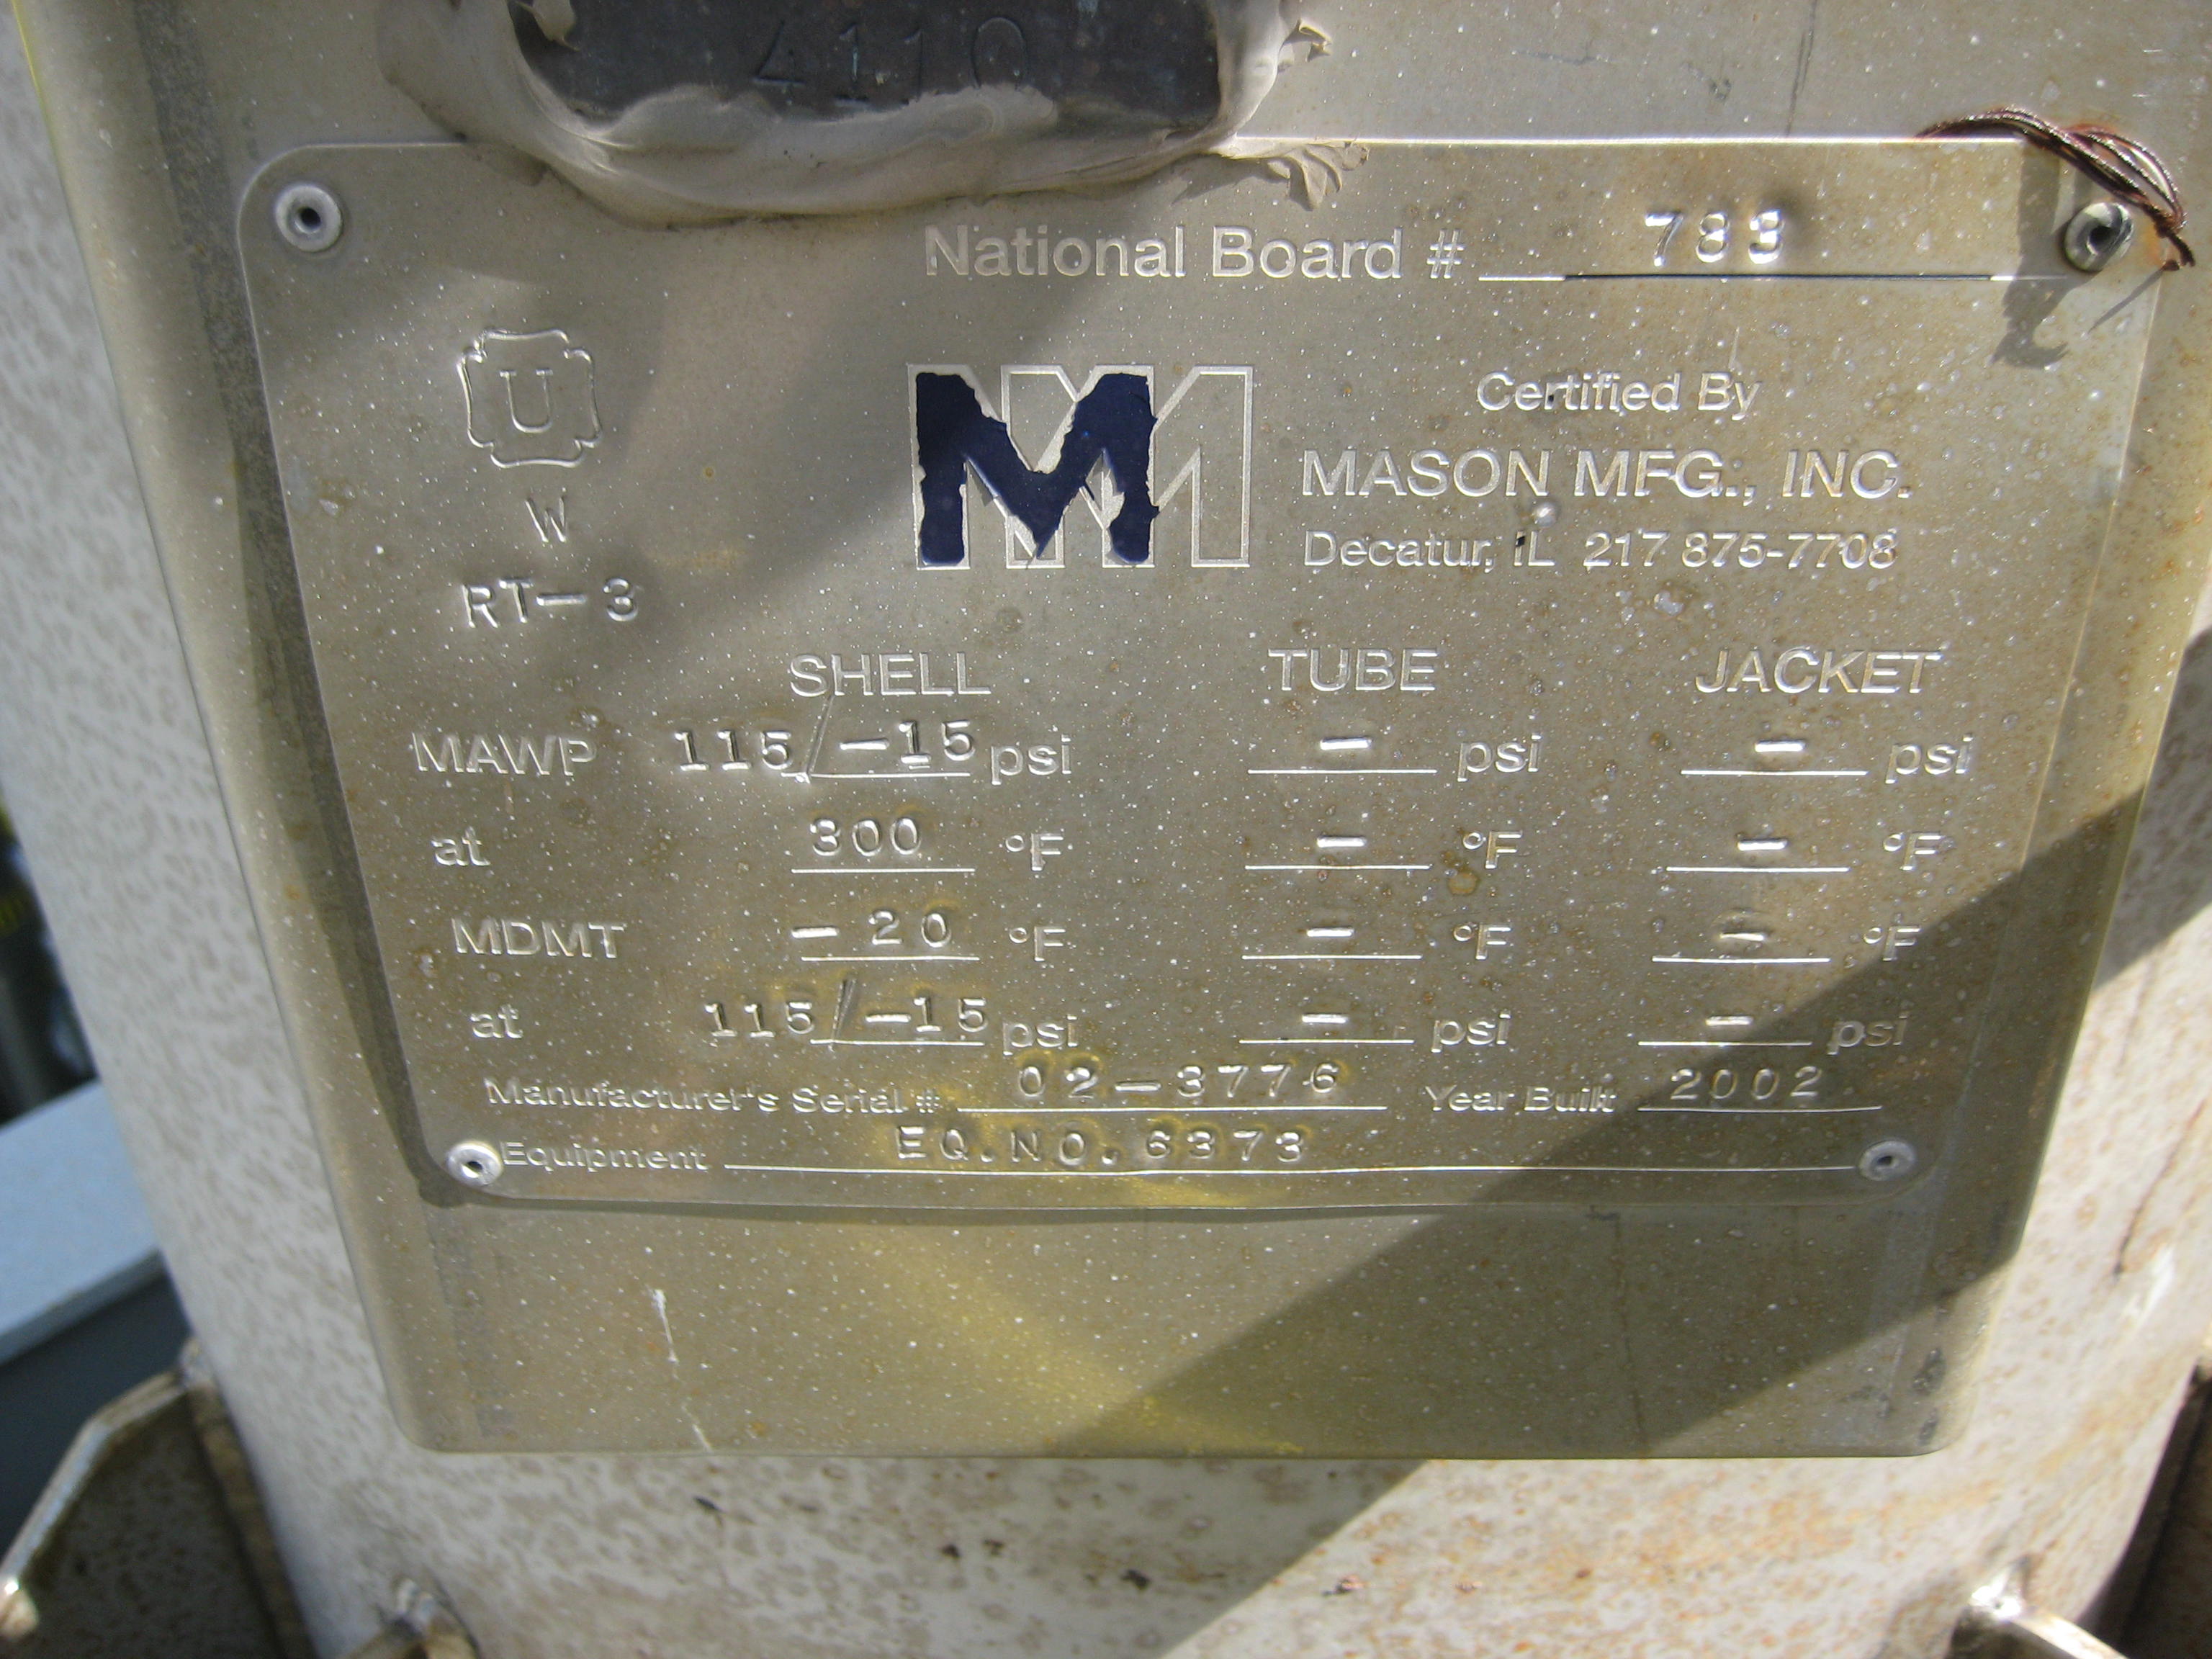 4110
National Board # 783
U
W
RT-3
M
Certified By
MASON MFG., INC.
Decatur, IL 217 875-7708
SHELL TUBE JACKET
MAWP 115/-15 psi - psi - psi
at 300 °F - °F - °F
MDMT -20 °F - °F - °F
at 115/-15 psi - psi - psi
Manufacturer's Serial # 02-3776 Year Built 2002
Equipment EQ.NO.6373